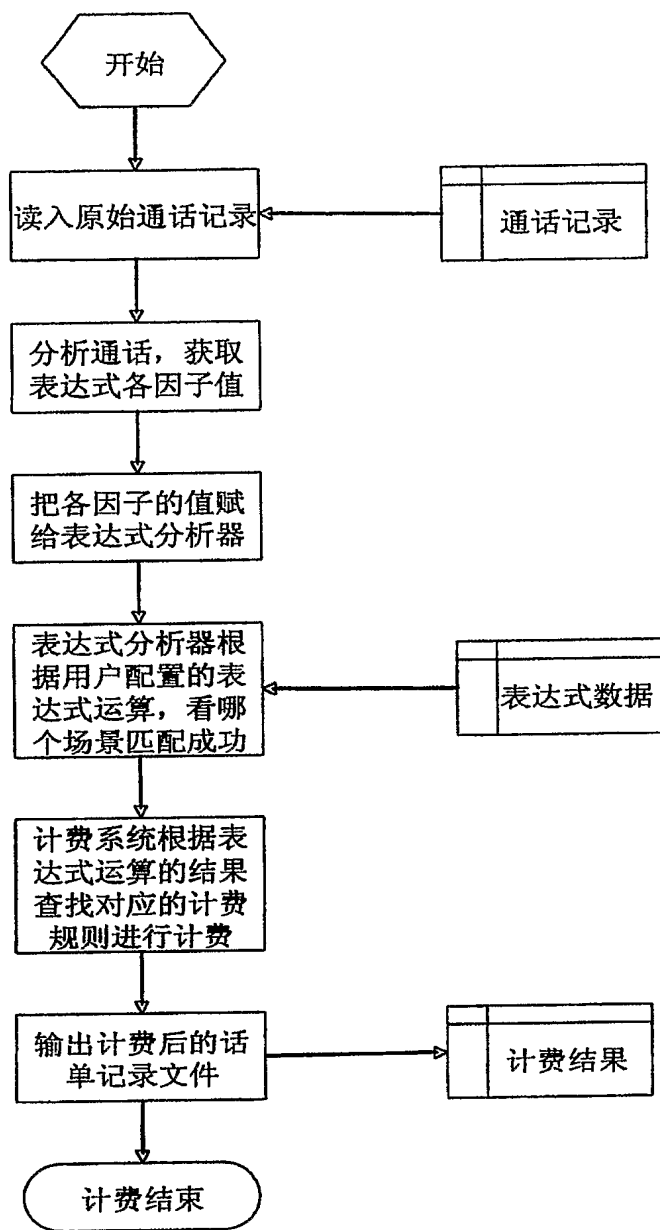 开始
读入原始通话记录
通话记录
分析通话，获取
表达式各因子值
把各因子的值赋
给表达式分析器
表达式分析器根
据用户配置的表
达式运算，看哪
个场景匹配成功
表达式数据
计费系统根据表
达式运算的结果
查找对应的计费
规则进行计费
输出计费后的话
单记录文件
计费结果
计费结束